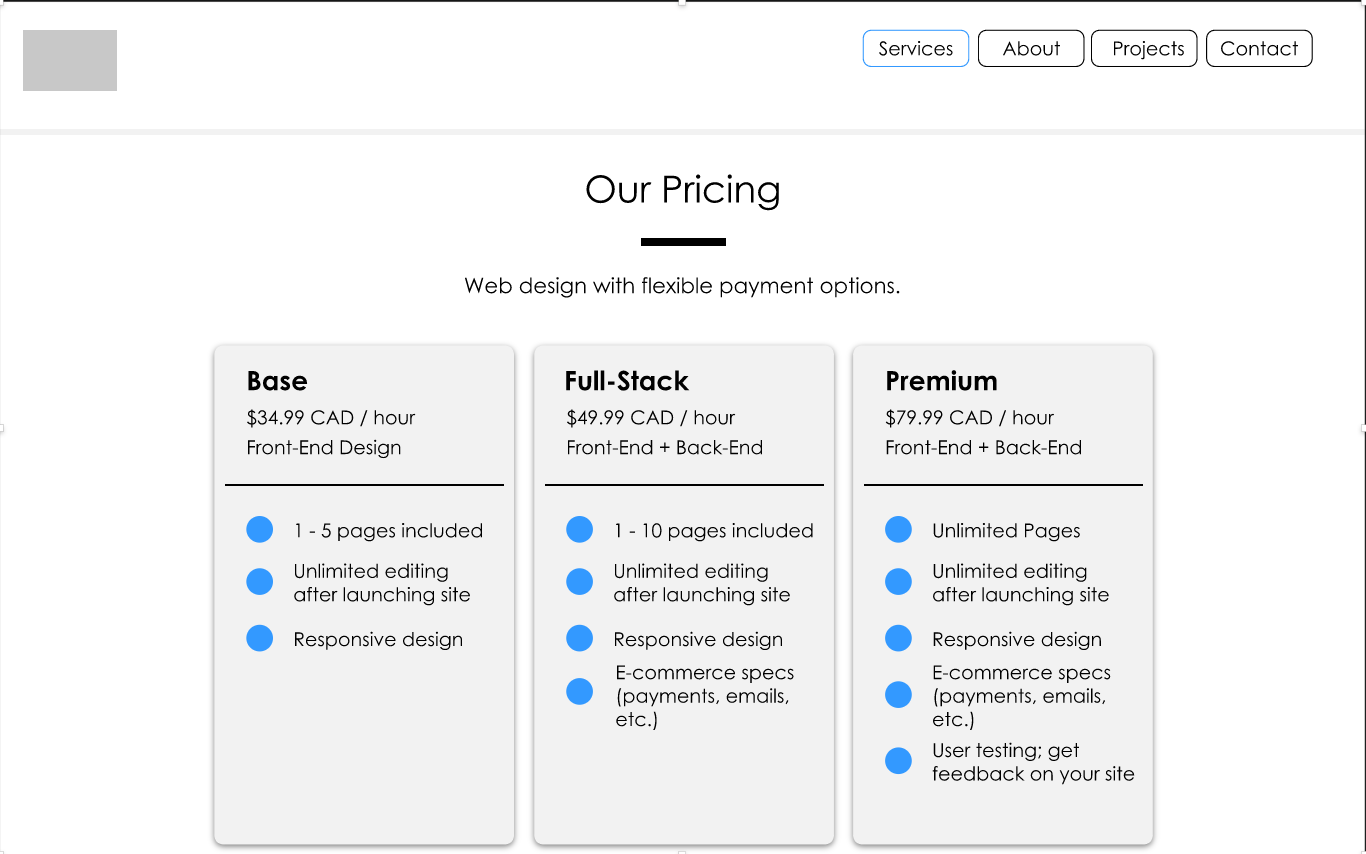 Services About Projects Contact
Our Pricing
Web design with flexible payment options.
Base
$34.99 CAD / hour
Front-End Design
1 - 5 pages included
Unlimited editing
after launching site
Responsive design
Full-Stack
$49.99 CAD / hour
Front-End + Back-End
1 - 10 pages included
Unlimited editing
after launching site
Responsive design
E-commerce specs
(payments, emails,
etc.)
Premium
$79.99 CAD / hour
Front-End + Back-End
Unlimited Pages
Unlimited editing
after launching site
Responsive design
E-commerce specs
(payments, emails,
etc.)
User testing; get
feedback on your site